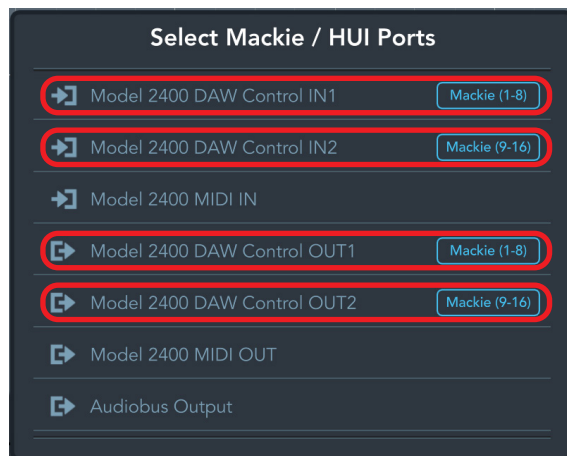 Select Mackie / HUI Ports
Model 2400 DAW Control IN1 Mackie (1-8)
Model 2400 DAW Control IN2 Mackie (9-16)
Model 2400 MIDI IN
Model 2400 DAW Control OUT1 Mackie (1-8)
Model 2400 DAW Control OUT2 Mackie (9-16)
Model 2400 MIDI OUT
Audiobus Output